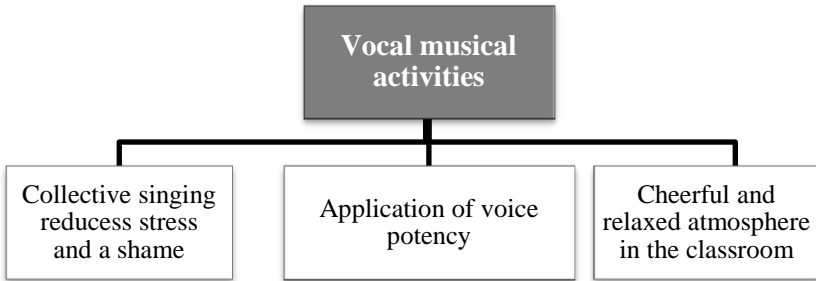 Vocal musical
activities
Collective singing
reducess stress
and a shame
Application of voice
potency
Cheerful and
relaxed atmosphere
in the classroom